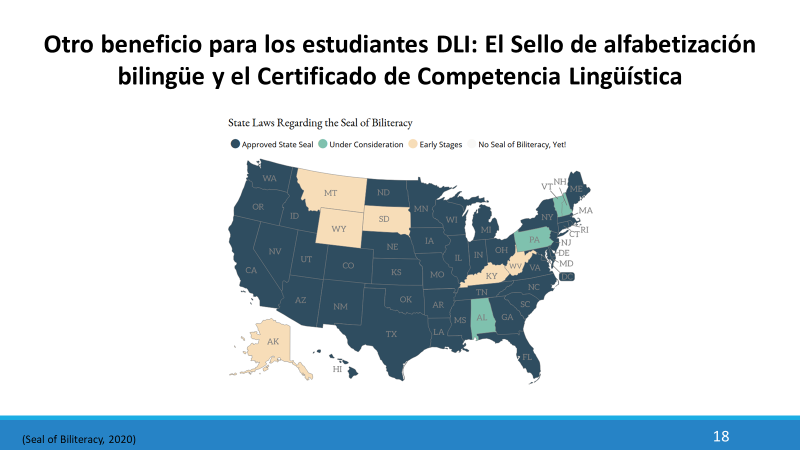 Otro beneficio para los estudiantes DLI: El Sello de alfabetización
bilingüe y el Certificado de Competencia Lingüística
State Laws Regarding the Seal of Biliteracy
Approved State Seal Under Consideration Early Stages No Seal of Biliteracy, Yet!
WA
MT
ND
MN
OR
ID
WY
SD
WI
MI
NY
VT
NH
ME
MA
RI
CT
NV
UT
CO
NE
IA
IL
IN
OH
PA
NJ
DE
MD
DC
CA
KS
MO
KY
WV
VA
AZ
NM
OK
AR
TN
NC
SC
TX
LA
MS
AL
GA
FL
AK
HI
(Seal of Biliteracy, 2020)
18